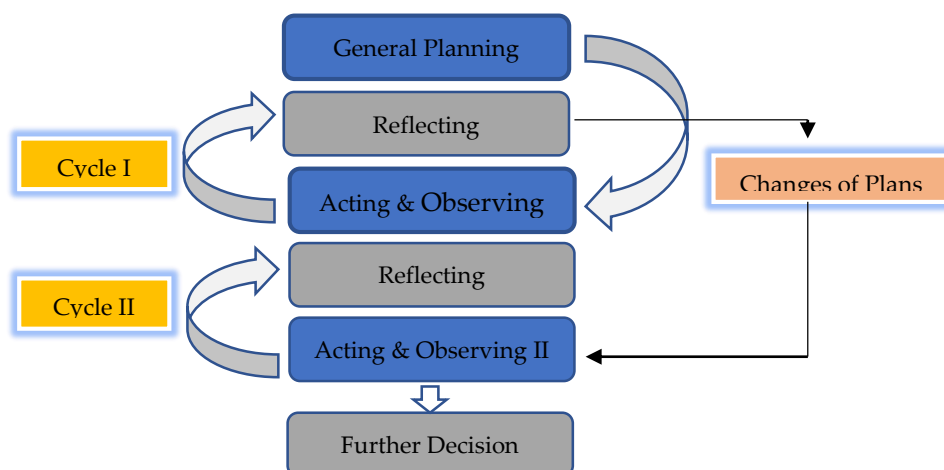 General Planning
Reflecting
Cycle I
Changes of Plans
Acting & Observing
Reflecting
Cycle II
Acting & Observing II
Further Decision